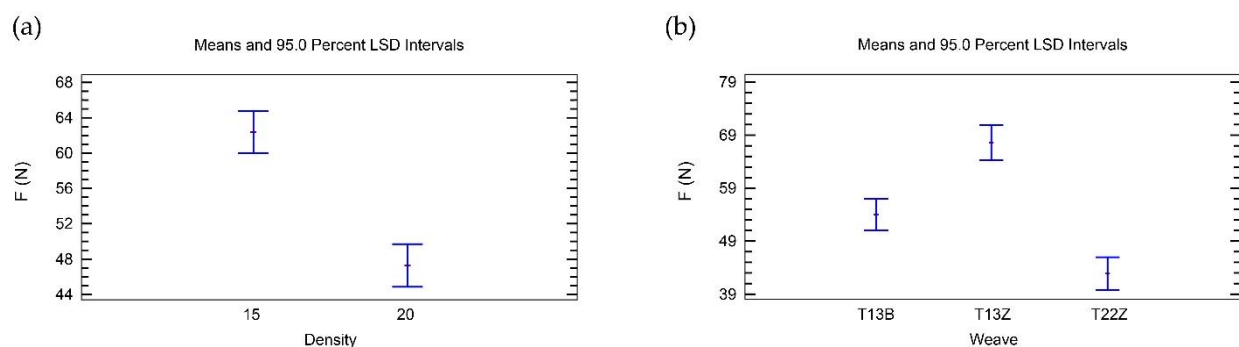 (a)
Means and 95.0 Percent LSD Intervals
F (N)
68
64
60
56
52
48
44
15 20
Density
(b)
Means and 95.0 Percent LSD Intervals
F (N)
79
69
59
49
39
T13B T13Z T22Z
Weave